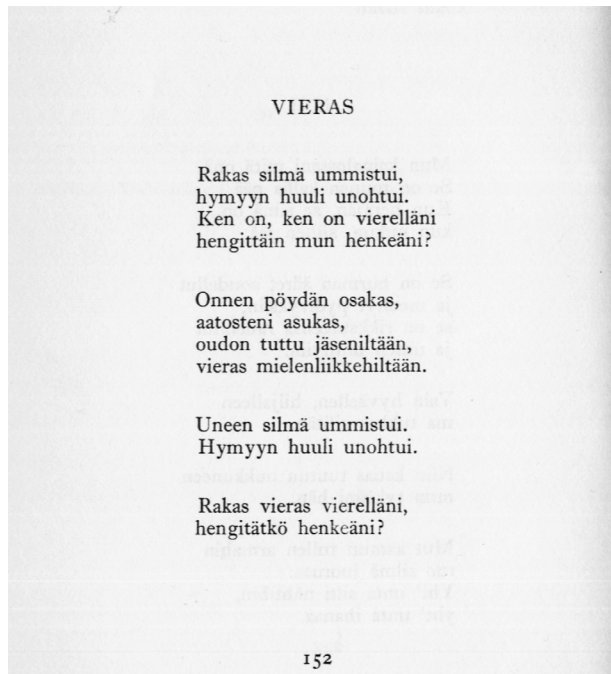 VIERAS
Rakas silmä ummistui,
hymyyn huuli unohtui.
Ken on, ken on vierelläni
hengittäin mun henkeäni?
Onnen pöydän osakas,
aatosteni asukas,
oudon tuttu jäseniltään,
vieras mielenliikkehiltään.
Uneen silmä ummistui.
Hymyyn huuli unohtui.
Rakas vieras vierelläni,
hengitätkö henkeäni?
152